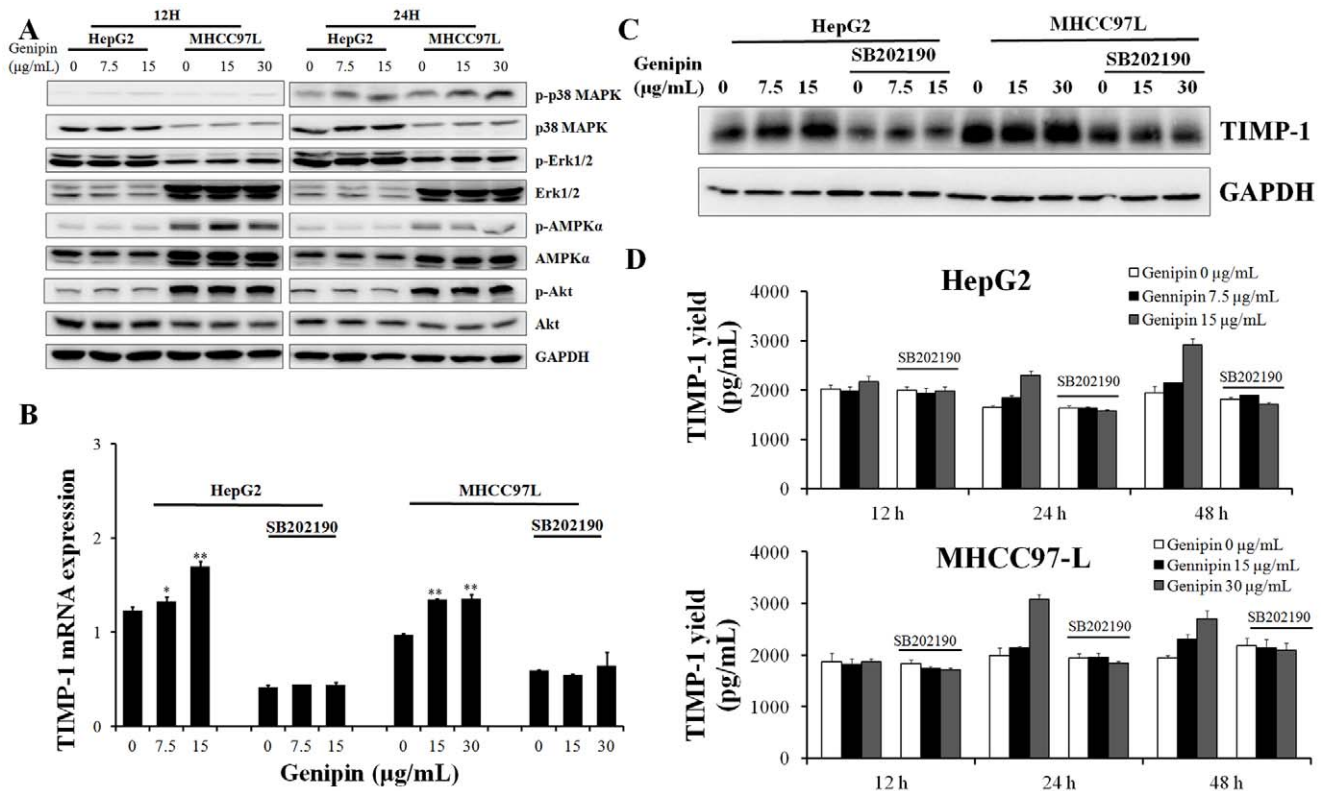 A
12H
24H
HepG2
MHCC97L
HepG2
MHCC97L
Genipin
(μg/mL)
0 7.5 15 0 15 30 0 7.5 15 0 15 30
p-p38 MAPK
p38 MAPK
p-Erk1/2
Erk1/2
p-AMPKα
AMPKα
p-Akt
Akt
GAPDH
B
TIMP-1 mRNA expression
3
2
1
0
HepG2
MHCC97L
SB202190
SB202190
* ** ** **
0 7.5 15 0 7.5 15 0 15 30 0 15 30
Genipin (μg/mL)
C
HepG2
MHCC97L
SB202190
SB202190
Genipin
(μg/mL) 0 7.5 15 0 7.5 15 0 15 30 0 15 30
TIMP-1
GAPDH
D
HepG2
TIMP-1 yield
(pg/mL)
4000
3000
2000
1000
0
Genipin 0 μg/mL
Gennipin 7.5 μg/mL
Genipin 15 μg/mL
SB202190
SB202190
SB202190
12 h 24 h 48 h
MHCC97-L
TIMP-1 yield
(pg/mL)
4000
3000
2000
1000
0
Genipin 0 μg/mL
Gennipin 15 μg/mL
Genipin 30 μg/mL
SB202190
SB202190
SB202190
12 h 24 h 48 h